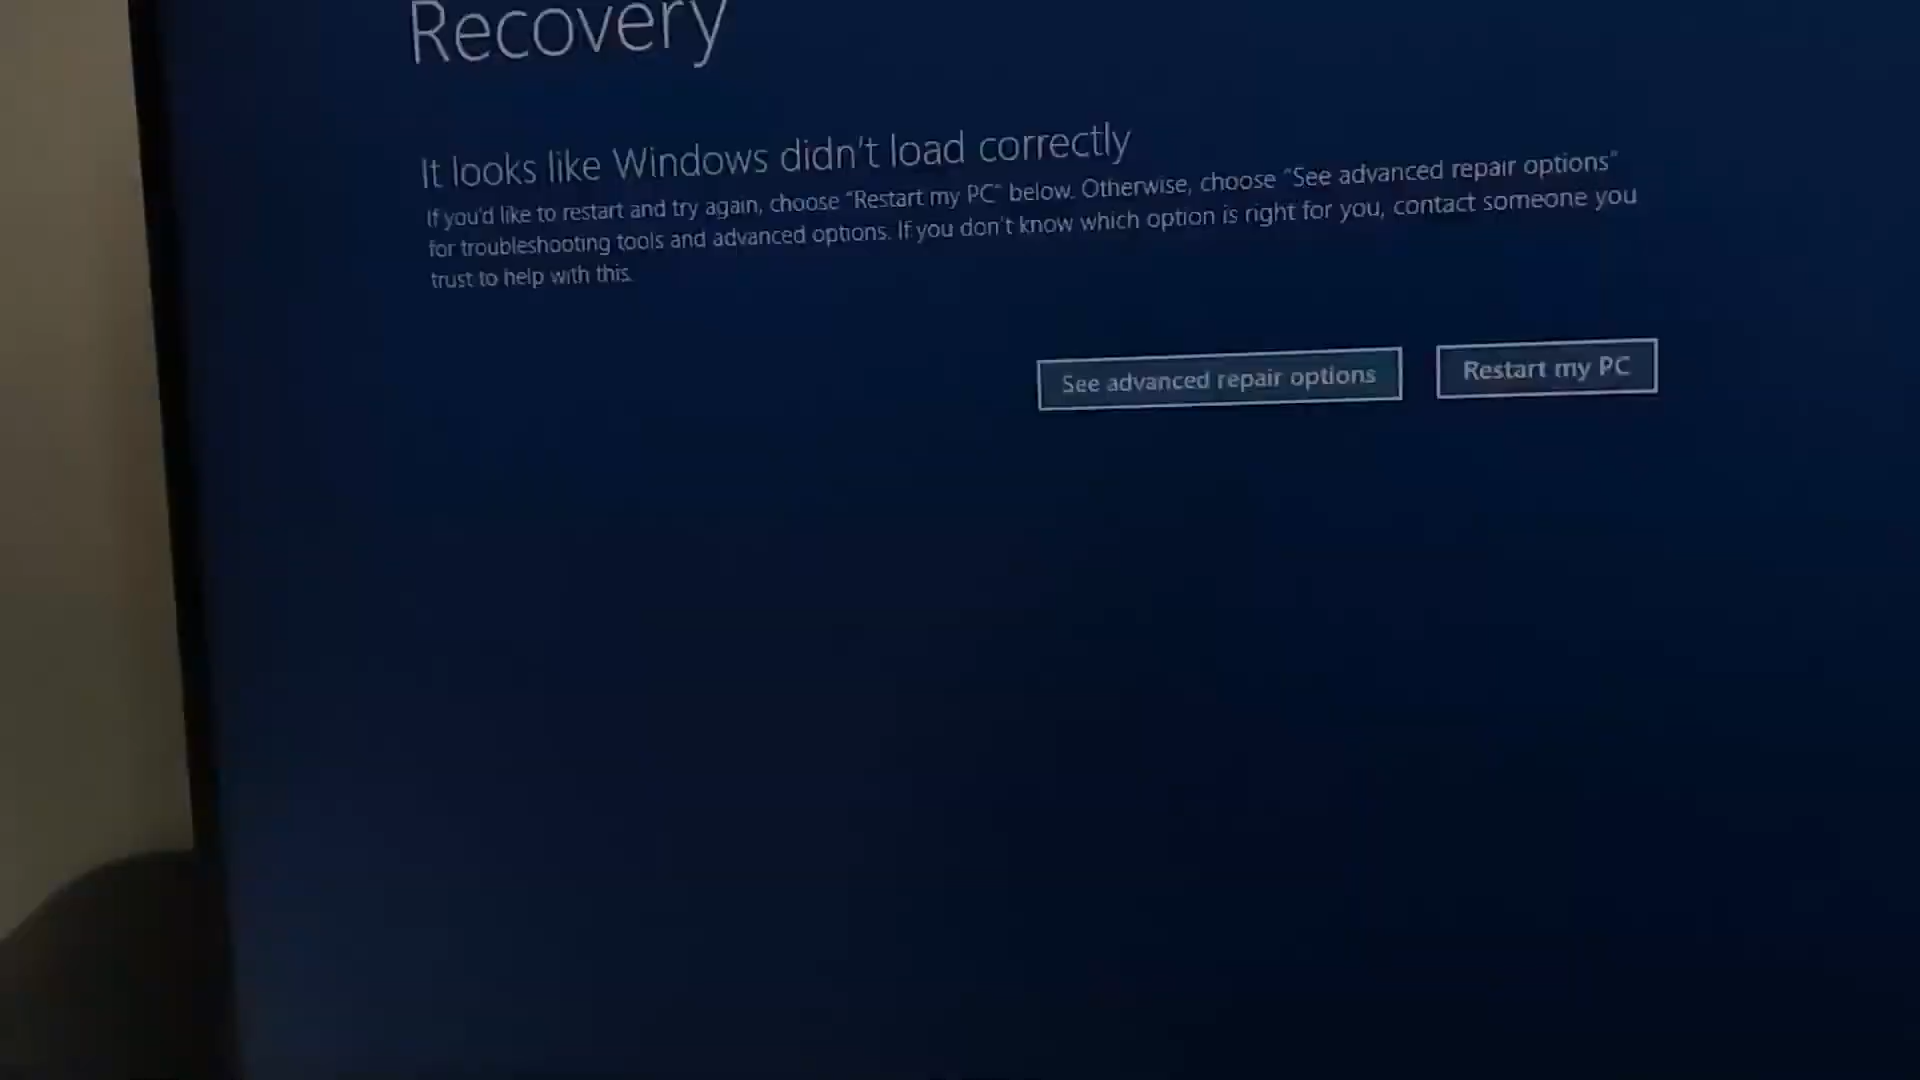 Recovery
It looks like Windows didn't load correctly
If you'd like to restart and try again, choose "Restart my PC" below. Otherwise, choose "See advanced repair options"
for troubleshooting tools and advanced options. If you don't know which option is right for you, contact someone you
trust to help with this.
See advanced repair options
Restart my PC